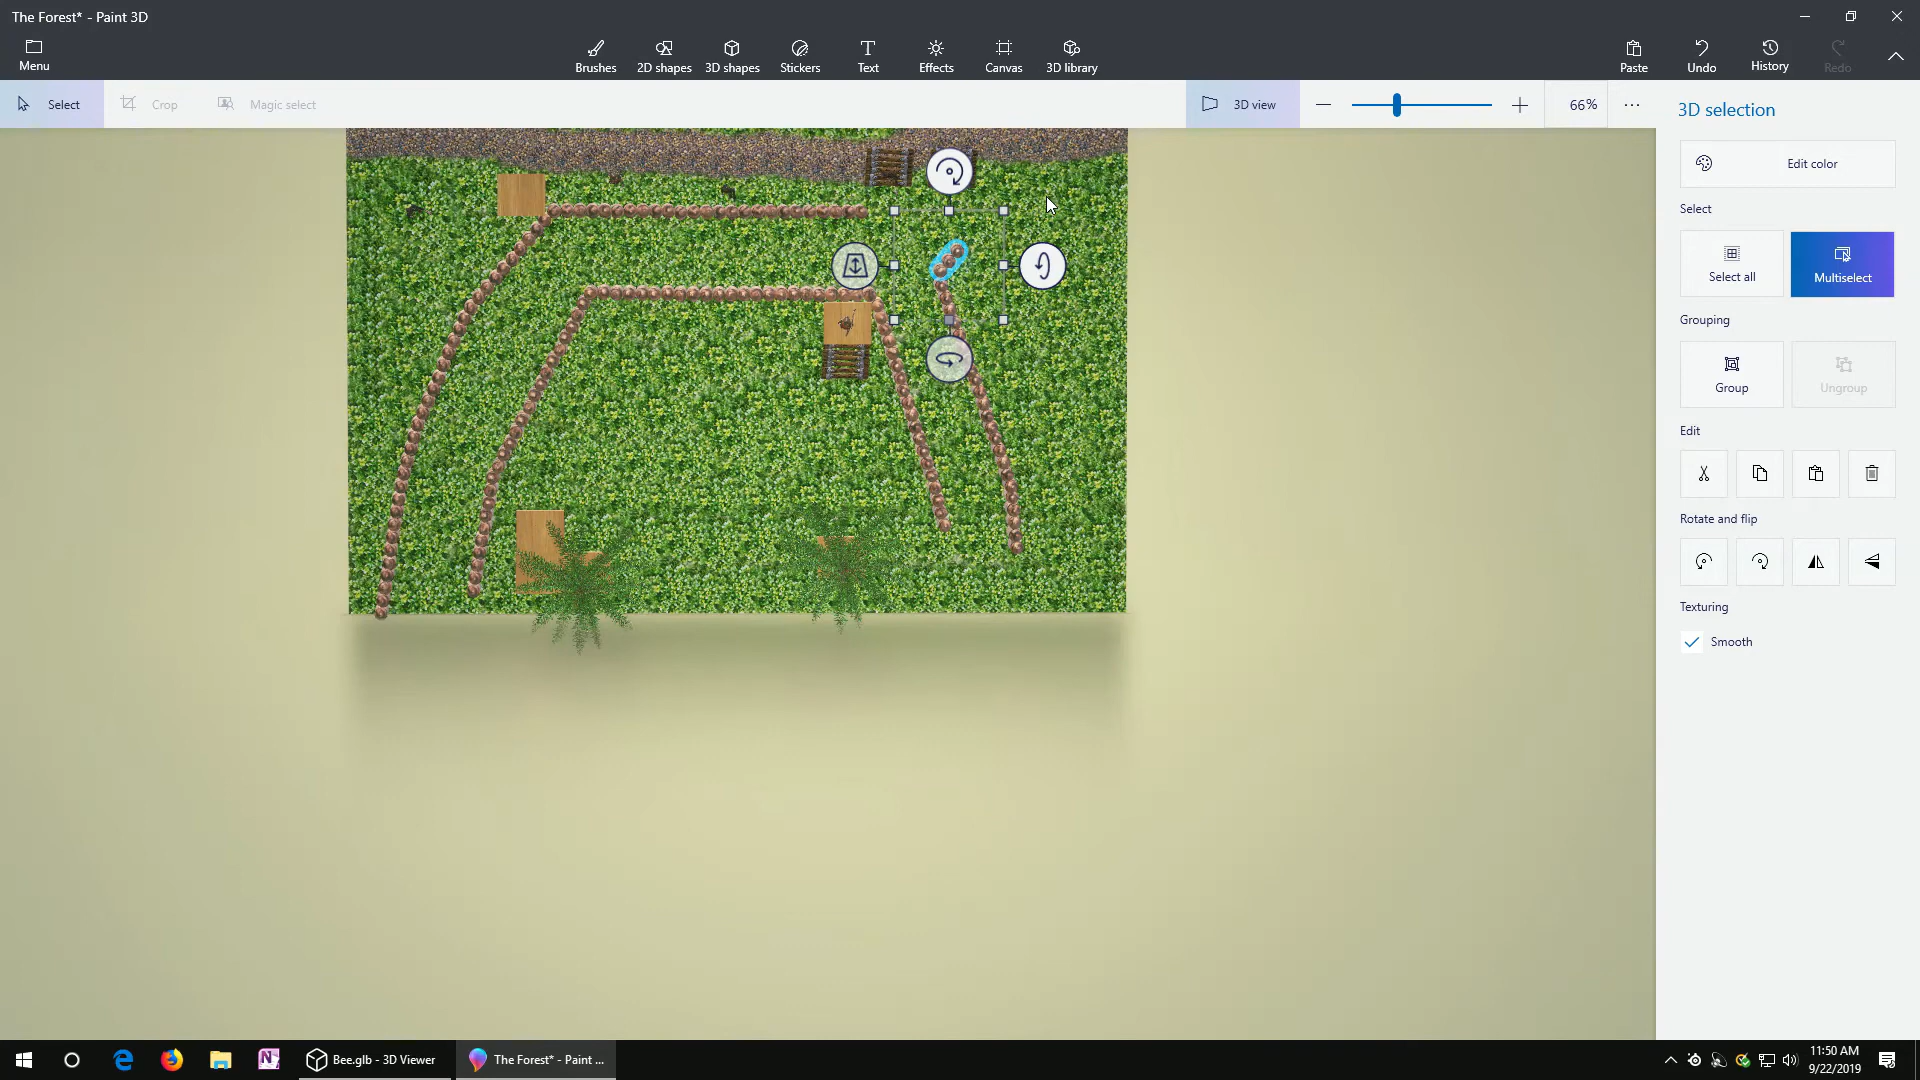 The Forest* - Paint 3D
Menu
Brushes
2D shapes
3D shapes
Stickers
Text
Effects
Canvas
3D library
Paste
Undo
History
Redo
Select
Crop
Magic select
3D view
66%
3D selection
Edit color
Select
Select all
Multiselect
Grouping
Group
Ungroup
Edit
Rotate and flip
Texturing
Smooth
Bee.glb - 3D Viewer
The Forest* - Paint ...
11:50 AM
9/22/2019